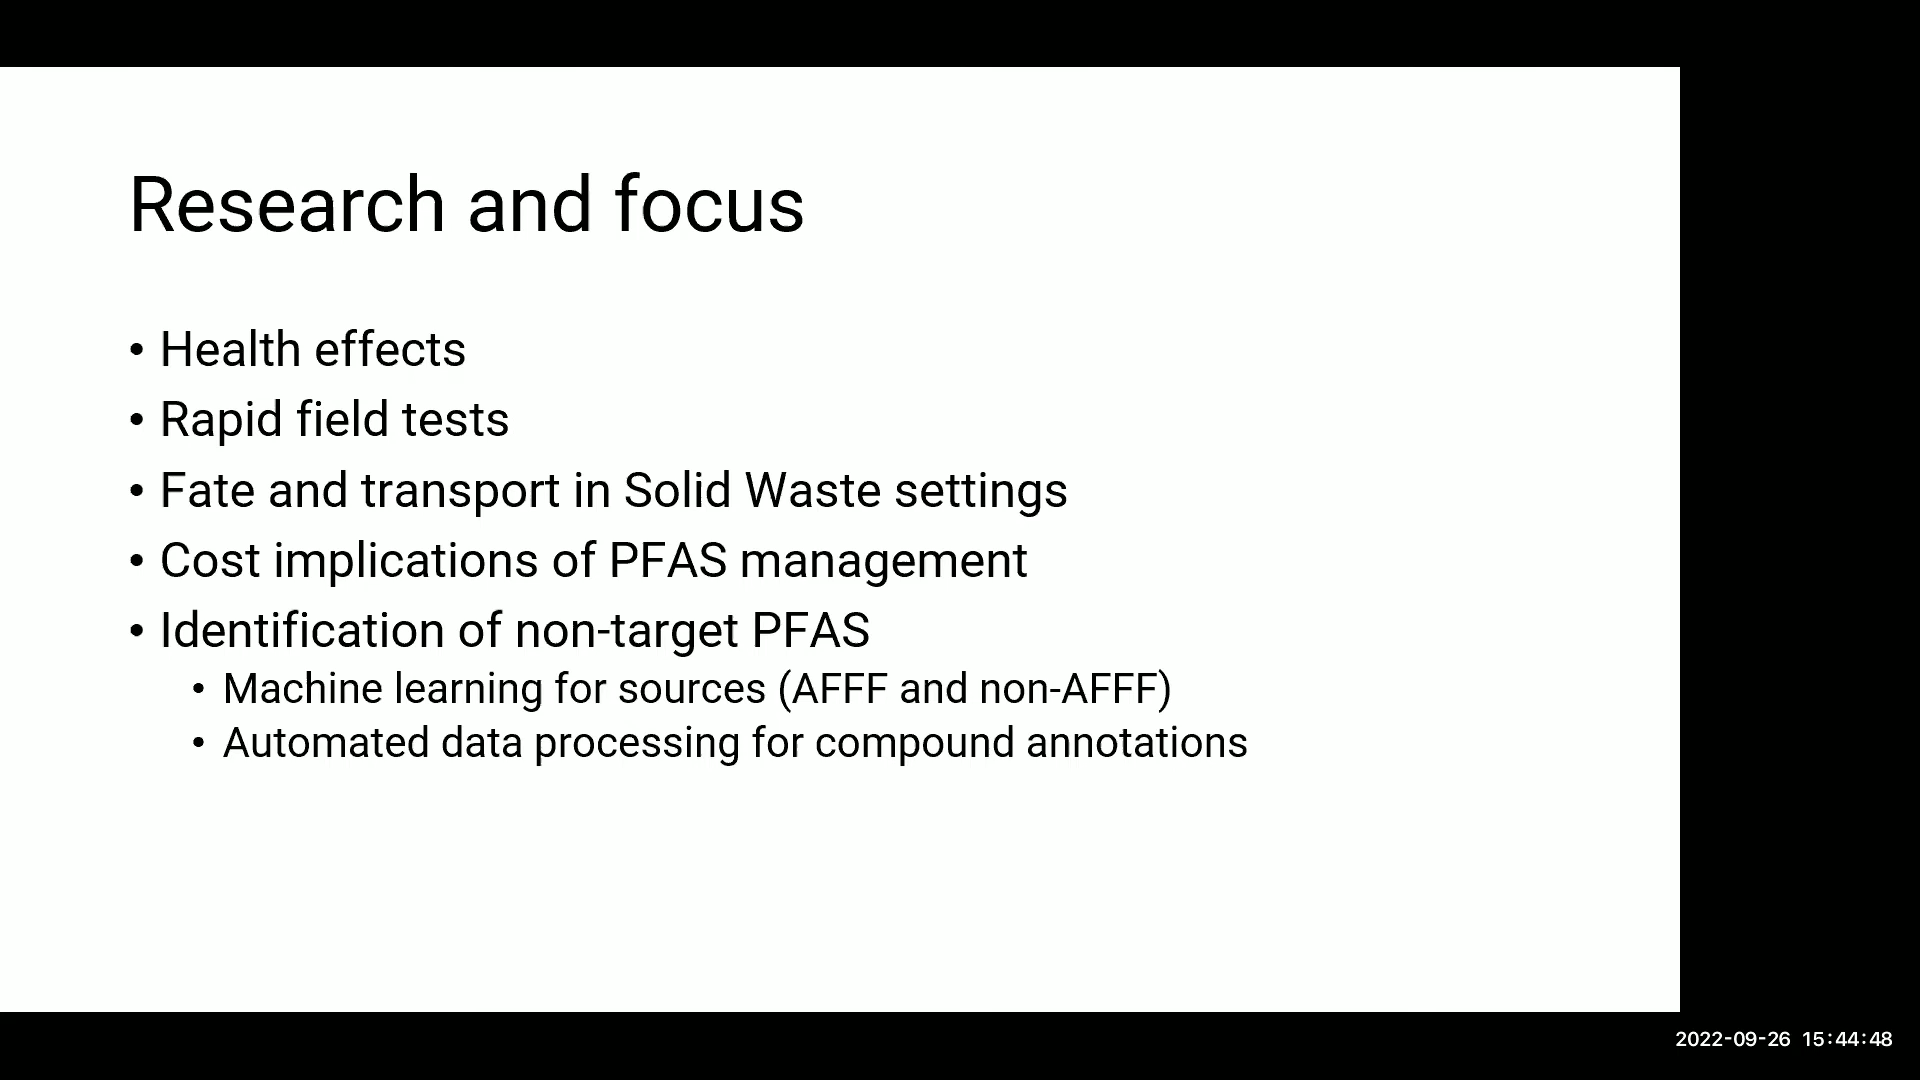 Research and focus
• Health effects
• Rapid field tests
• Fate and transport in Solid Waste settings
• Cost implications of PFAS management
• Identification of non-target PFAS
• Machine learning for sources (AFFF and non-AFFF)
• Automated data processing for compound annotations
2022-09-26 15:44:48